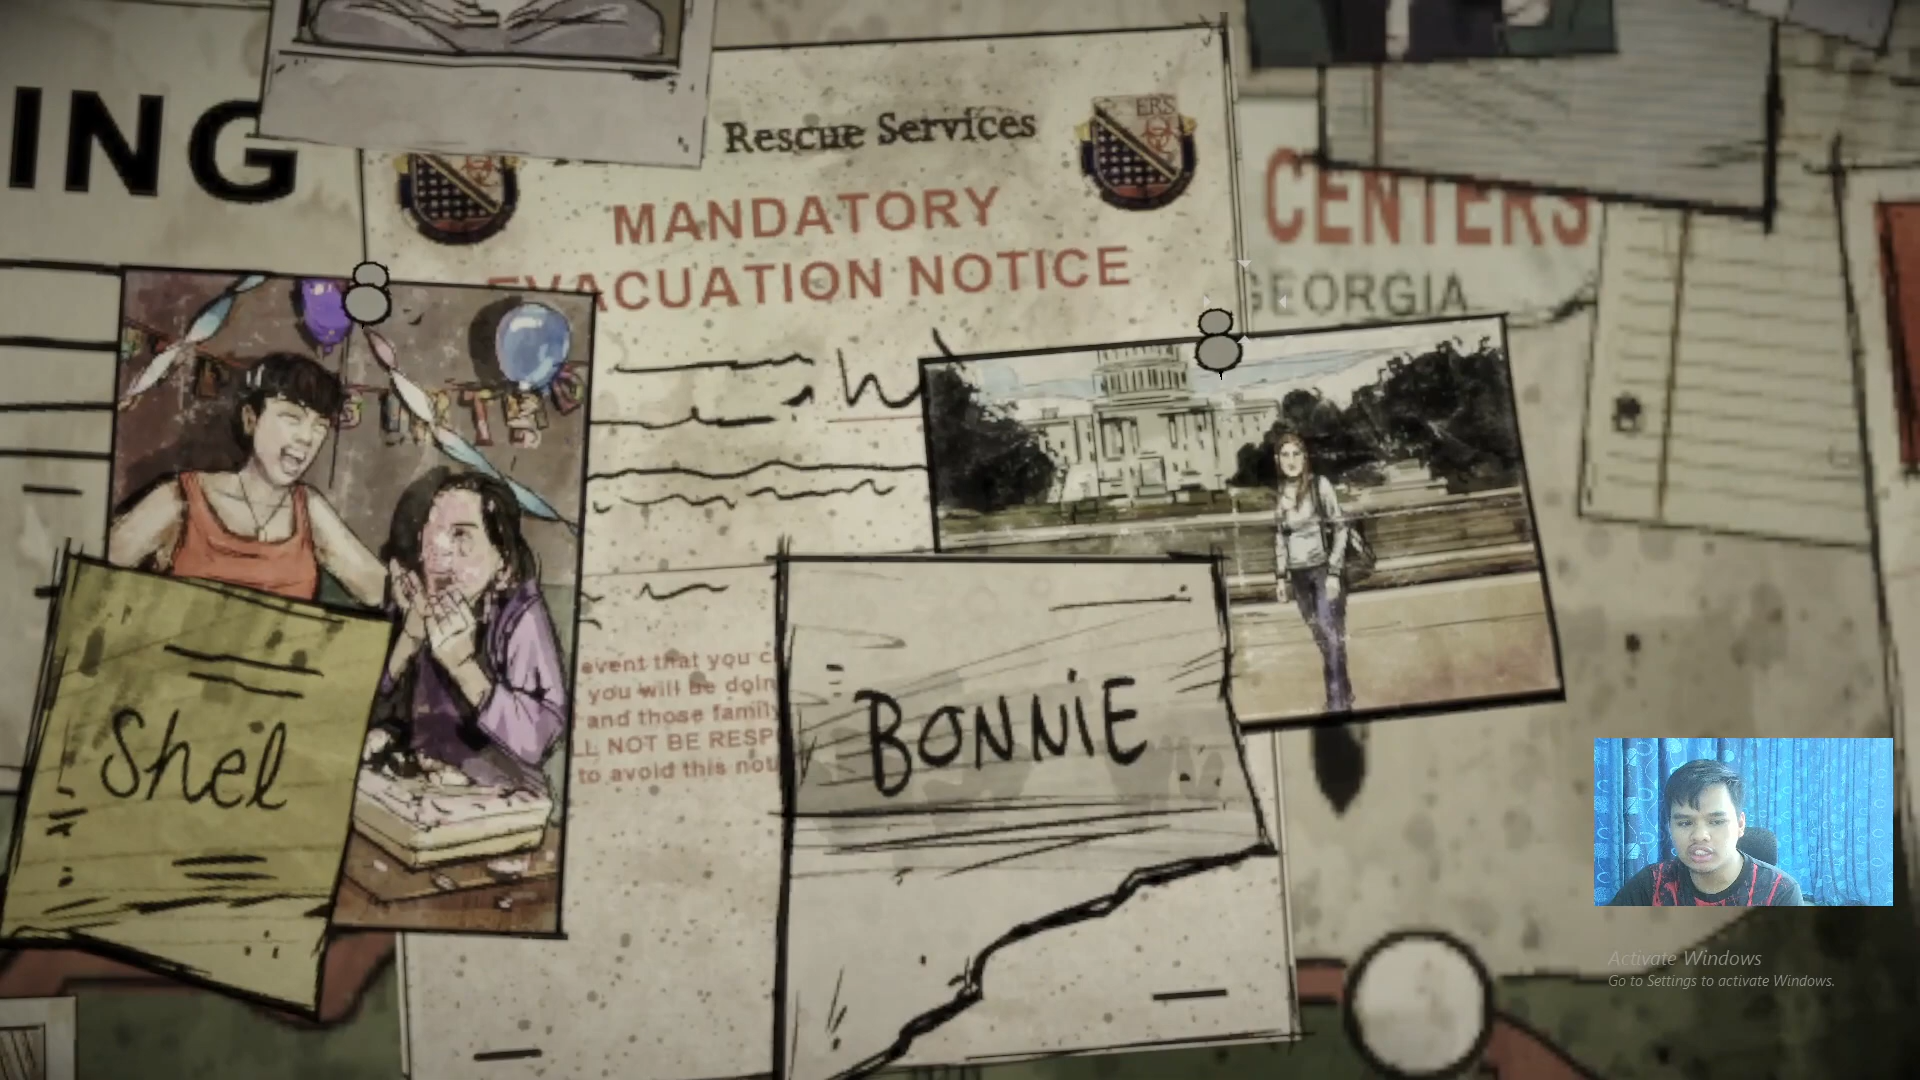 ING
Rescue Services
ERS
MANDATORY
EVACUATION NOTICE
CENTERS
GEORGIA
event that you c
you will be doin
and those family
LL NOT BE RESP
to avoid this not
Shel
BONNIE
Activate Windows
Go to Settings to activate Windows.